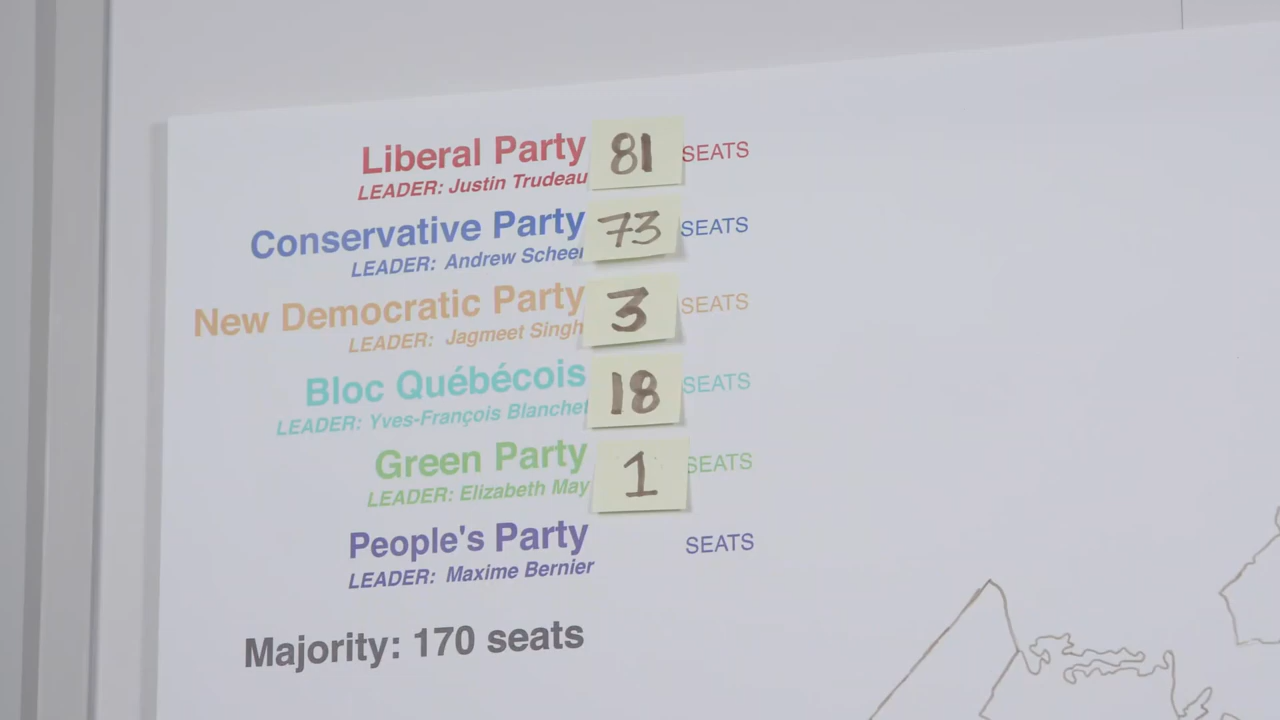 Liberal Party 81 SEATS
LEADER: Justin Trudeau
Conservative Party 73 SEATS
LEADER: Andrew Scheer
New Democratic Party 3 SEATS
LEADER: Jagmeet Singh
Bloc Québécois 18 SEATS
LEADER: Yves-François Blanchet
Green Party 1 SEATS
LEADER: Elizabeth May
People's Party SEATS
LEADER: Maxime Bernier
Majority: 170 seats